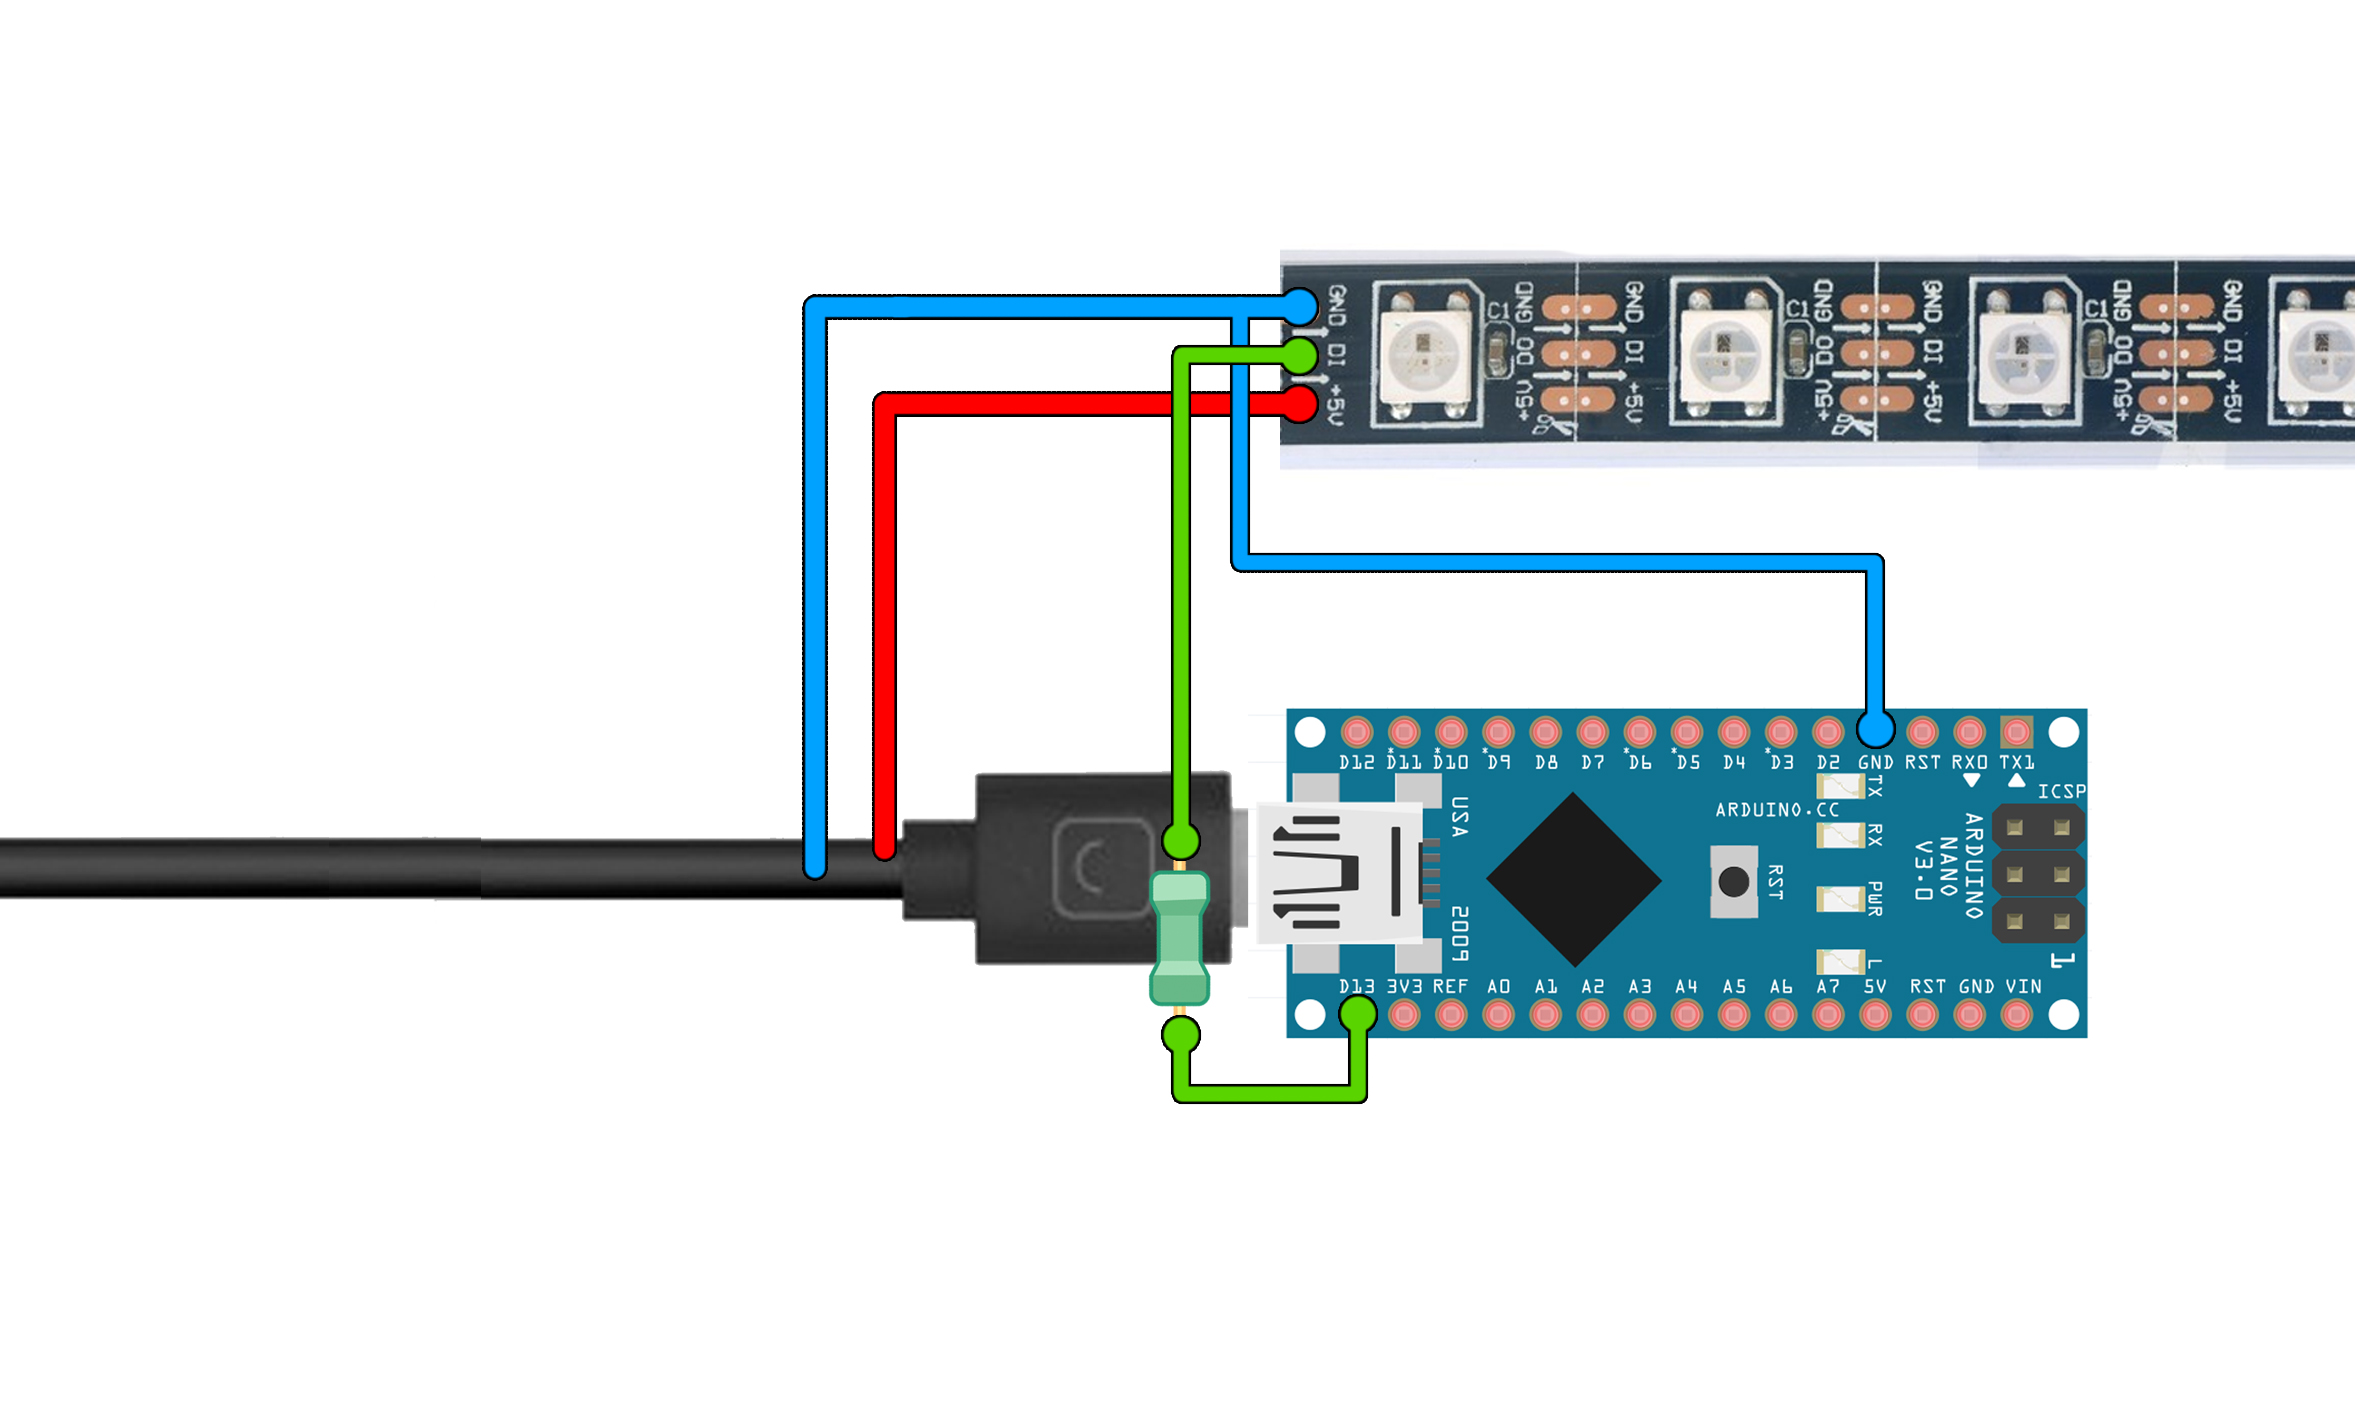 GND
DI
+5V
C1
GND
DO
+5V
GND
DI
+5V
C1
GND
DO
+5V
GND
DI
+5V
C1
GND
DO
+5V
GND
DI
+5V
D12 *D11 *D10 *D9 D8 D7 *D6 *D5 D4 *D3 D2 GND RST RX0 TX1
USA
2009
ARDUINO.CC
RST
TX
RX
PWR
L
ARDUINO
NANO
V3.0
ICSP
1
D13 3V3 REF A0 A1 A2 A3 A4 A5 A6 A7 5V RST GND VIN